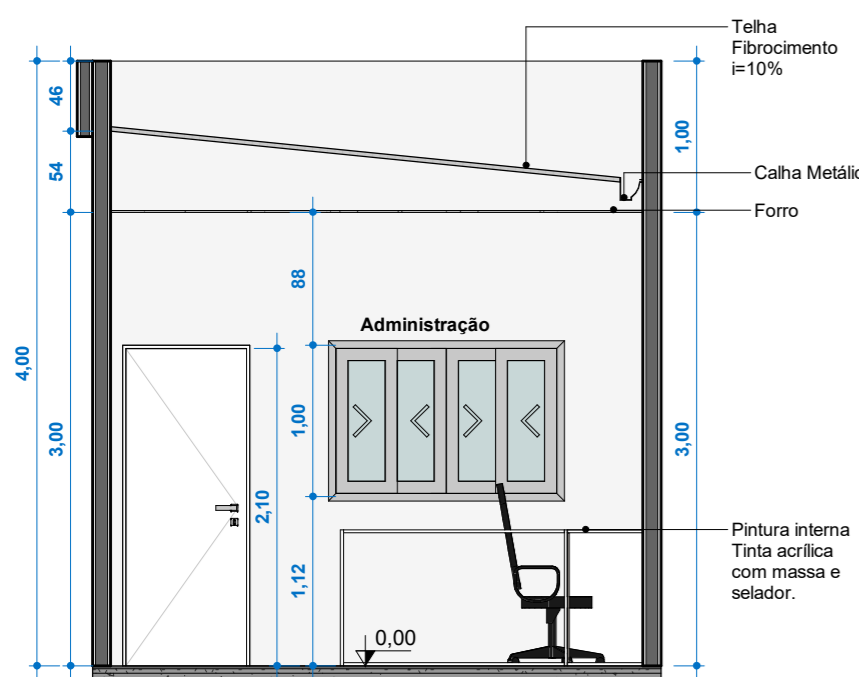 Telha
Fibrocimento
i=10%
46
1,00
54
Calha Metálic
Forro
88
Administração
4,00
3,00
1,00
3,00
2,10
1,12
Pintura interna
Tinta acrílica
com massa e
selador.
0,00